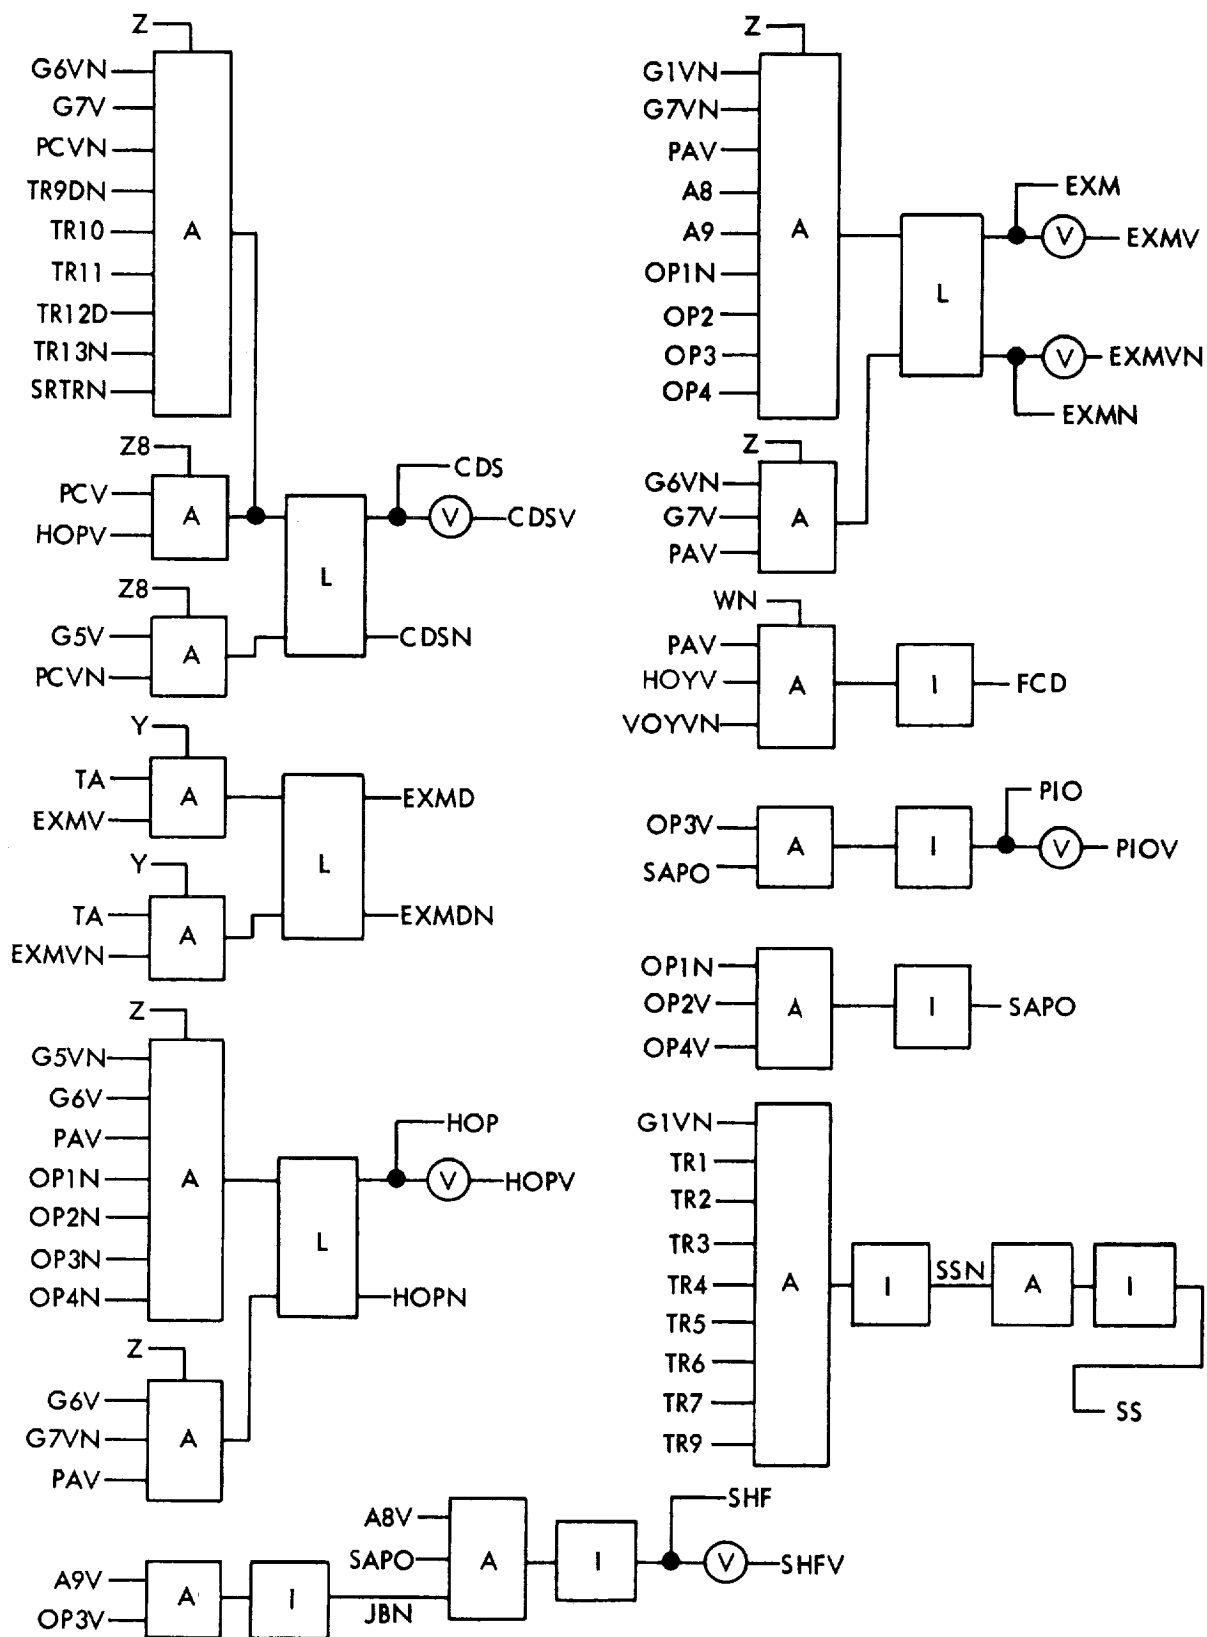 Z
G6VN
G7V
PCVN
TR9DN
TR10
TR11
TR12D
TR13N
SRTRN
A
Z8
PCV
HOPV
A
Z8
G5V
PCVN
A
L
CDS
V
CDSV
CDSN
Y
TA
EXMV
A
Y
TA
EXMVN
A
L
EXMD
EXMDN
Z
G5VN
G6V
PAV
OP1N
OP2N
OP3N
OP4N
A
Z
G6V
G7VN
PAV
A
L
HOP
V
HOPV
HOPN
A9V
OP3V
A
I
JBN
A8V
SAPO
A
I
SHF
V
SHFV
Z
G1VN
G7VN
PAV
A8
A9
OP1N
OP2
OP3
OP4
A
Z
G6VN
G7V
PAV
A
L
EXM
V
EXMV
V
EXMVN
EXMN
WN
PAV
HOYV
VOYVN
A
I
FCD
OP3V
SAPO
A
I
PIO
V
PIOV
OP1N
OP2V
OP4V
A
I
SAPO
G1VN
TR1
TR2
TR3
TR4
TR5
TR6
TR7
TR9
A
I
SSN
A
I
SS